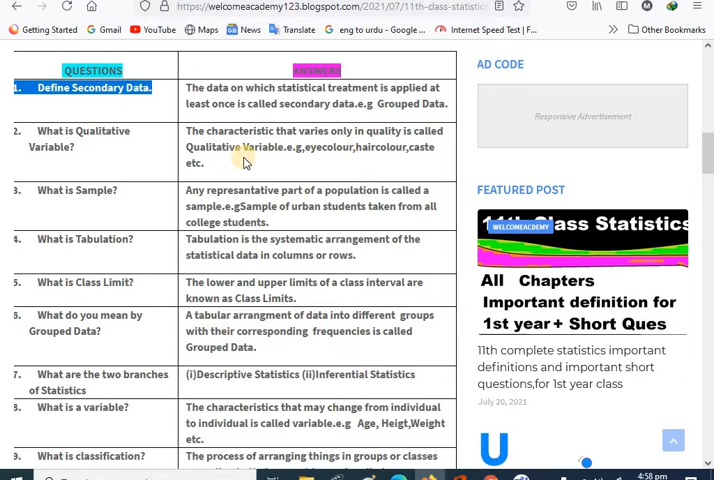 https://welcomeacademy123.blogspot.com/2021/07/11th-class-statistic
Getting Started Gmail YouTube Maps News Translate eng to urdu - Google ... Internet Speed Test | F... Other Bookmarks
QUESTIONS ANSWERS
1. Define Secondary Data. The data on which statistical treatment is applied at
least once is called secondary data.e.g Grouped Data.
2. What is Qualitative
Variable?
The characteristic that varies only in quality is called
Qualitative Variable.e.g,eyecolour,haircolour,caste
etc.
3. What is Sample? Any represantative part of a population is called a
sample.e.gSample of urban students taken from all
college students.
4. What is Tabulation? Tabulation is the systematic arrangement of the
statistical data in columns or rows.
5. What is Class Limit? The lower and upper limits of a class interval are
known as Class Limits.
6. What do you mean by
Grouped Data?
A tabular arrangment of data into different groups
with their corresponding frequencies is called
Grouped Data.
7. What are the two branches
of Statistics
(i)Descriptive Statistics (ii)Inferential Statistics
8. What is a variable? The characteristics that may change from individual
to individual is called variable.e.g Age, Heigt,Weight
etc.
9. What is classification? The process of arranging things in groups or classes
AD CODE
Responsive Advertisement
FEATURED POST
11th Class Statistics
WELCOMEACDEMY
All Chapters
Important definition for
1st year+ Short Ques
11th complete statistics important
definitions and important short
questions,for 1st year class
July 20, 2021
U
4:58 pm